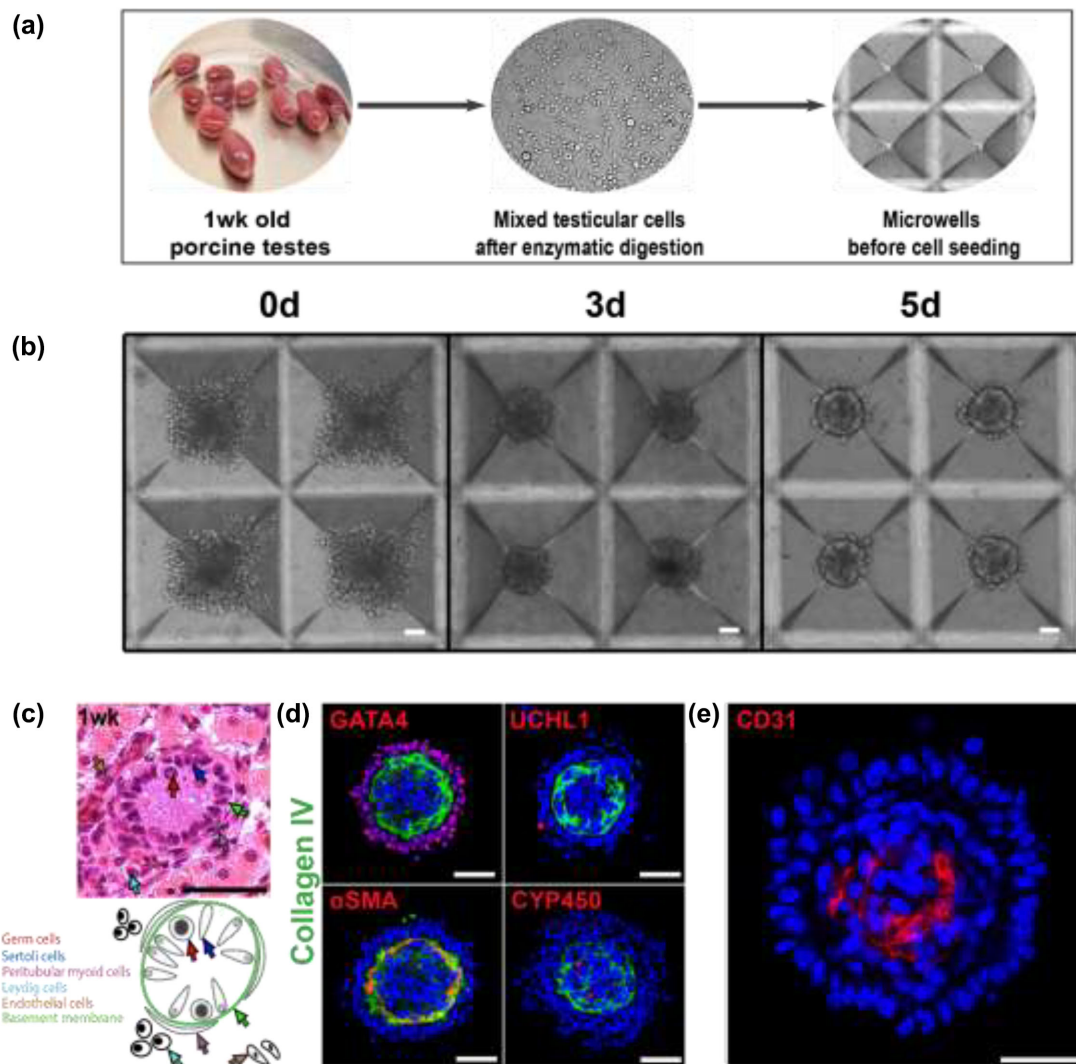 (a)
1wk old
porcine testes
Mixed testicular cells
after enzymatic digestion
Microwells
before cell seeding
0d
3d
5d
(b)
(c)
1wk
Germ cells
Sertoli cells
Peritubular myoid cells
Leydig cells
Endothelial cells
Basement membrane
(d)
Collagen IV
GATA4
UCHL1
αSMA
CYP450
(e)
CD31